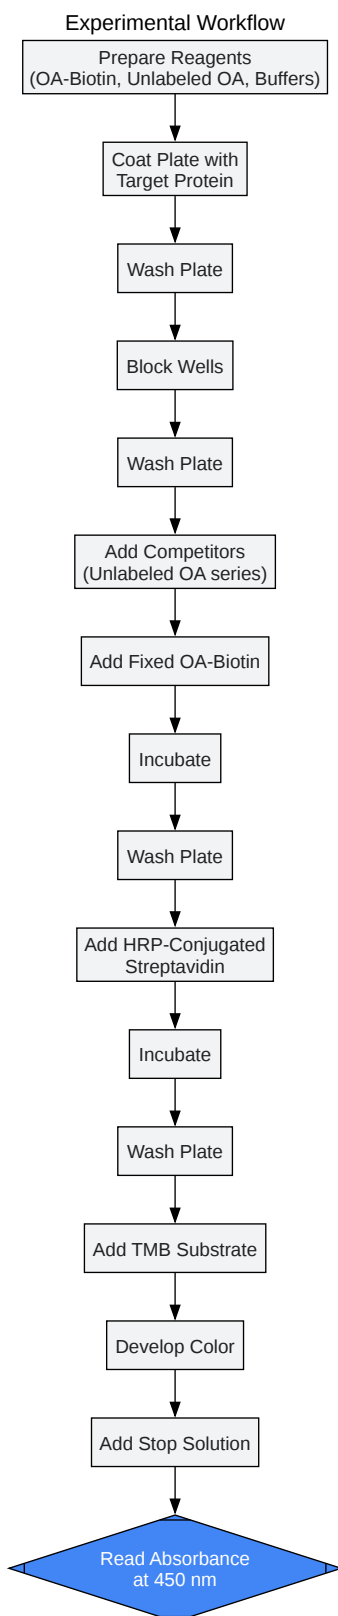 Experimental Workflow
Prepare Reagents
(OA-Biotin, Unlabeled OA, Buffers)
Coat Plate with
Target Protein
Wash Plate
Block Wells
Wash Plate
Add Competitors
(Unlabeled OA series)
Add Fixed OA-Biotin
Incubate
Wash Plate
Add HRP-Conjugated
Streptavidin
Incubate
Wash Plate
Add TMB Substrate
Develop Color
Add Stop Solution
Read Absorbance
at 450 nm